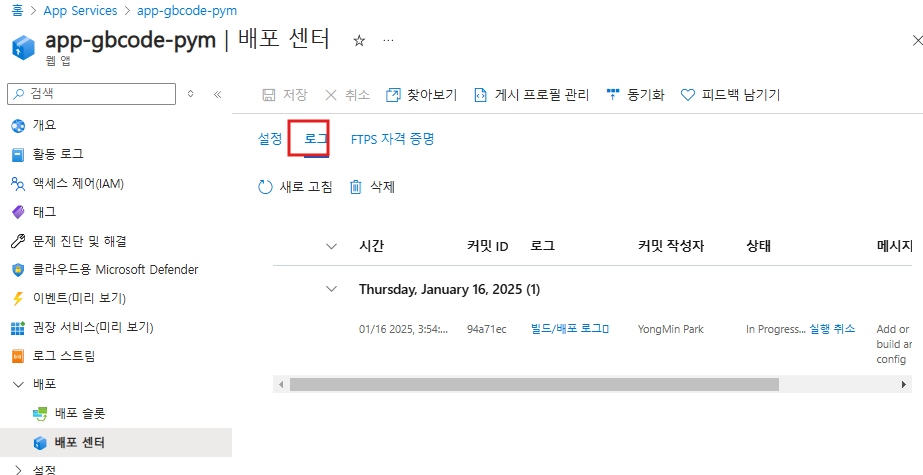 홈 > App Services > app-gbcode-pym
app-gbcode-pym | 배포 센터
웹 앱
검색
개요
활동 로그
액세스 제어(IAM)
태그
문제 진단 및 해결
클라우드용 Microsoft Defender
이벤트(미리 보기)
권장 서비스(미리 보기)
로그 스트림
배포
배포 슬롯
배포 센터
설정
저장 취소 찾아보기 게시 프로필 관리 동기화 피드백 남기기
설정 로그 FTPS 자격 증명
새로 고침 삭제
시간 커밋 ID 로그 커밋 작성자 상태 메시지
Thursday, January 16, 2025 (1)
01/16 2025, 3:54:... 94a71ec 빌드/배포 로그 YongMin Park In Progress... 실행 취소 Add or
build an
config